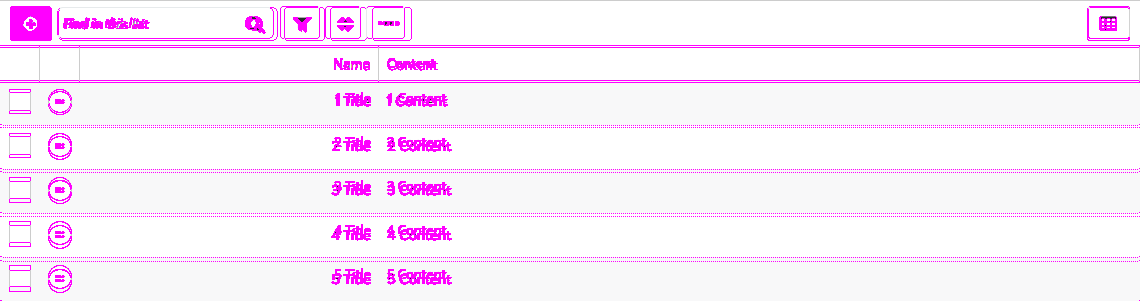 Find in this list
Name Content
1 Title 1 Content
2 Title 2 Content
3 Title 3 Content
4 Title 4 Content
5 Title 5 Content